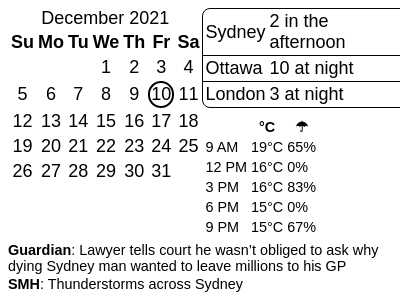 December 2021
Su Mo Tu We Th Fr Sa
1 2 3 4
5 6 7 8 9 10 11
12 13 14 15 16 17 18
19 20 21 22 23 24 25
26 27 28 29 30 31
Sydney 2 in the
afternoon
Ottawa 10 at night
London 3 at night
°C ☂
9 AM 19°C 65%
12 PM 16°C 0%
3 PM 16°C 83%
6 PM 15°C 0%
9 PM 15°C 67%
Guardian: Lawyer tells court he wasn’t obliged to ask why
dying Sydney man wanted to leave millions to his GP
SMH: Thunderstorms across Sydney